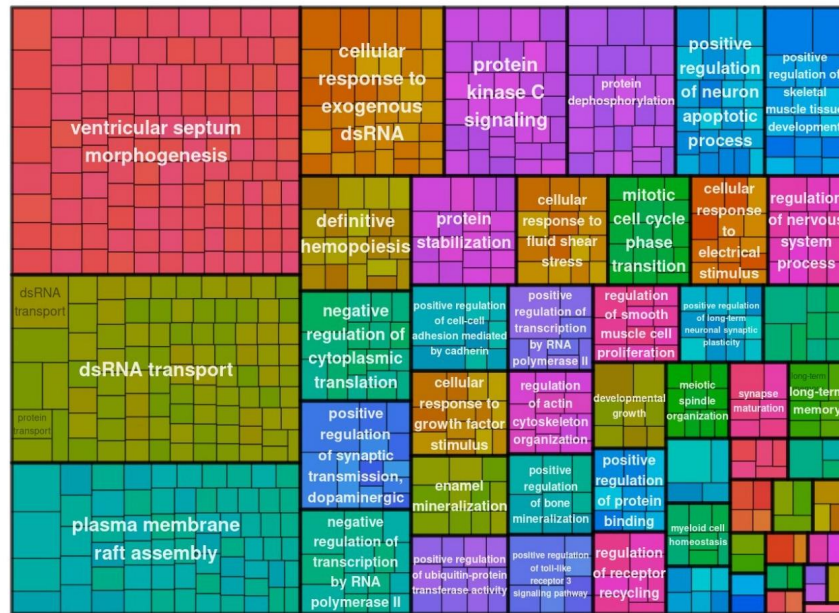 ventricular septum
morphogenesis
cellular
response to
exogenous
dsRNA
protein
kinase C
signaling
protein
dephosphorylation
positive
regulation
of neuron
apoptotic
process
positive
regulation of
skeletal
muscle tissue
development
definitive
hemopoiesis
protein
stabilization
cellular
response to
fluid shear
stress
mitotic
cell cycle
phase
transition
cellular
response
to
electrical
stimulus
regulation
of nervous
system
process
dsRNA
transport
dsRNA transport
protein
transport
negative
regulation of
cytoplasmic
translation
positive regulation
of cell-cell
adhesion mediated
by cadherin
positive
regulation of
transcription
by RNA
polymerase II
regulation
of smooth
muscle cell
proliferation
positive regulation
of long-term
neuronal synaptic
plasticity
cellular
response to
growth factor
stimulus
regulation
of actin
cytoskeleton
organization
developmental
growth
meiotic
spindle
organization
synapse
maturation
long-term
long-term
memory
positive
regulation
of synaptic
transmission,
dopaminergic
enamel
mineralization
positive
regulation
of bone
mineralization
positive
regulation
of protein
binding
myeloid cell
homeostasis
plasma membrane
raft assembly
negative
regulation of
transcription
by RNA
polymerase II
positive regulation
of ubiquitin-protein
transferase activity
positive regulation
of toll-like
receptor 3
signaling pathway
regulation
of receptor
recycling